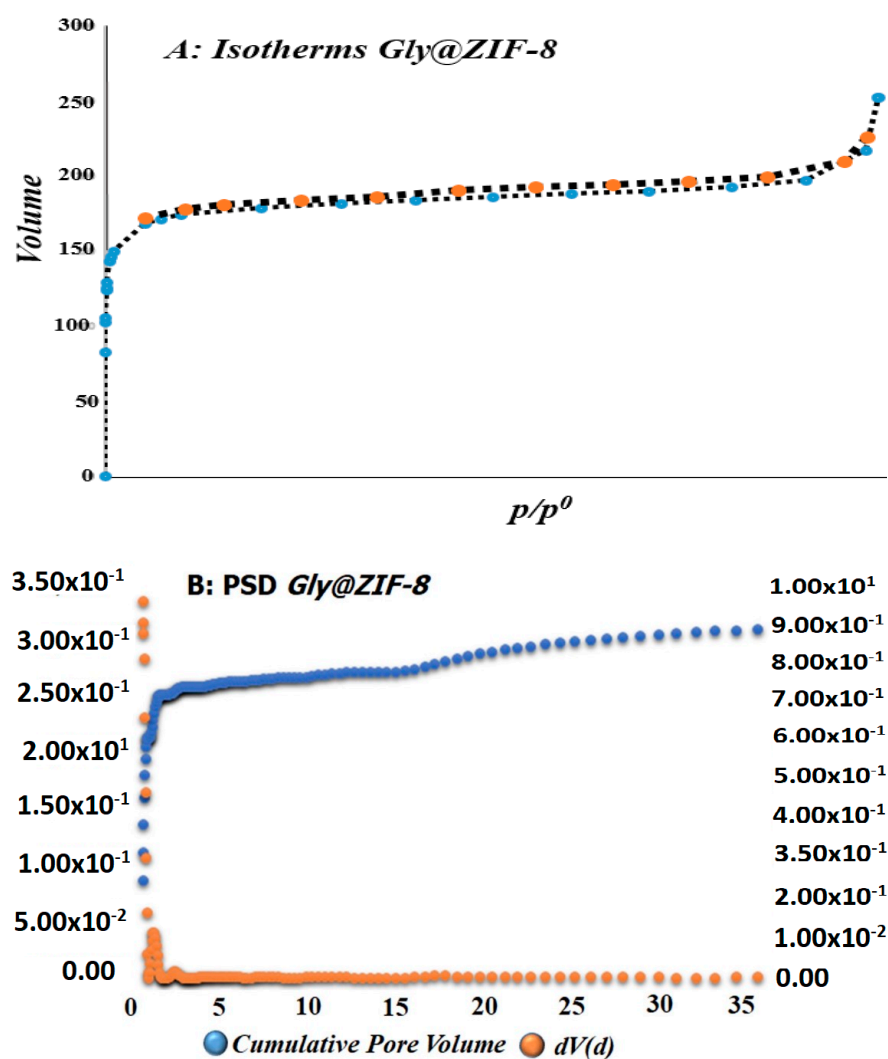 A: Isotherms Gly@ZIF-8
Volume
300
250
200
150
100
50
0
p/p⁰
B: PSD Gly@ZIF-8
3.50x10⁻¹
3.00x10⁻¹
2.50x10⁻¹
2.00x10¹
1.50x10⁻¹
1.00x10⁻¹
5.00x10⁻²
0.00
1.00x10¹
9.00x10⁻¹
8.00x10⁻¹
7.00x10⁻¹
6.00x10⁻¹
5.00x10⁻¹
4.00x10⁻¹
3.50x10⁻¹
2.00x10⁻¹
1.00x10⁻²
0.00
0 5 10 15 20 25 30 35
Cumulative Pore Volume dV(d)